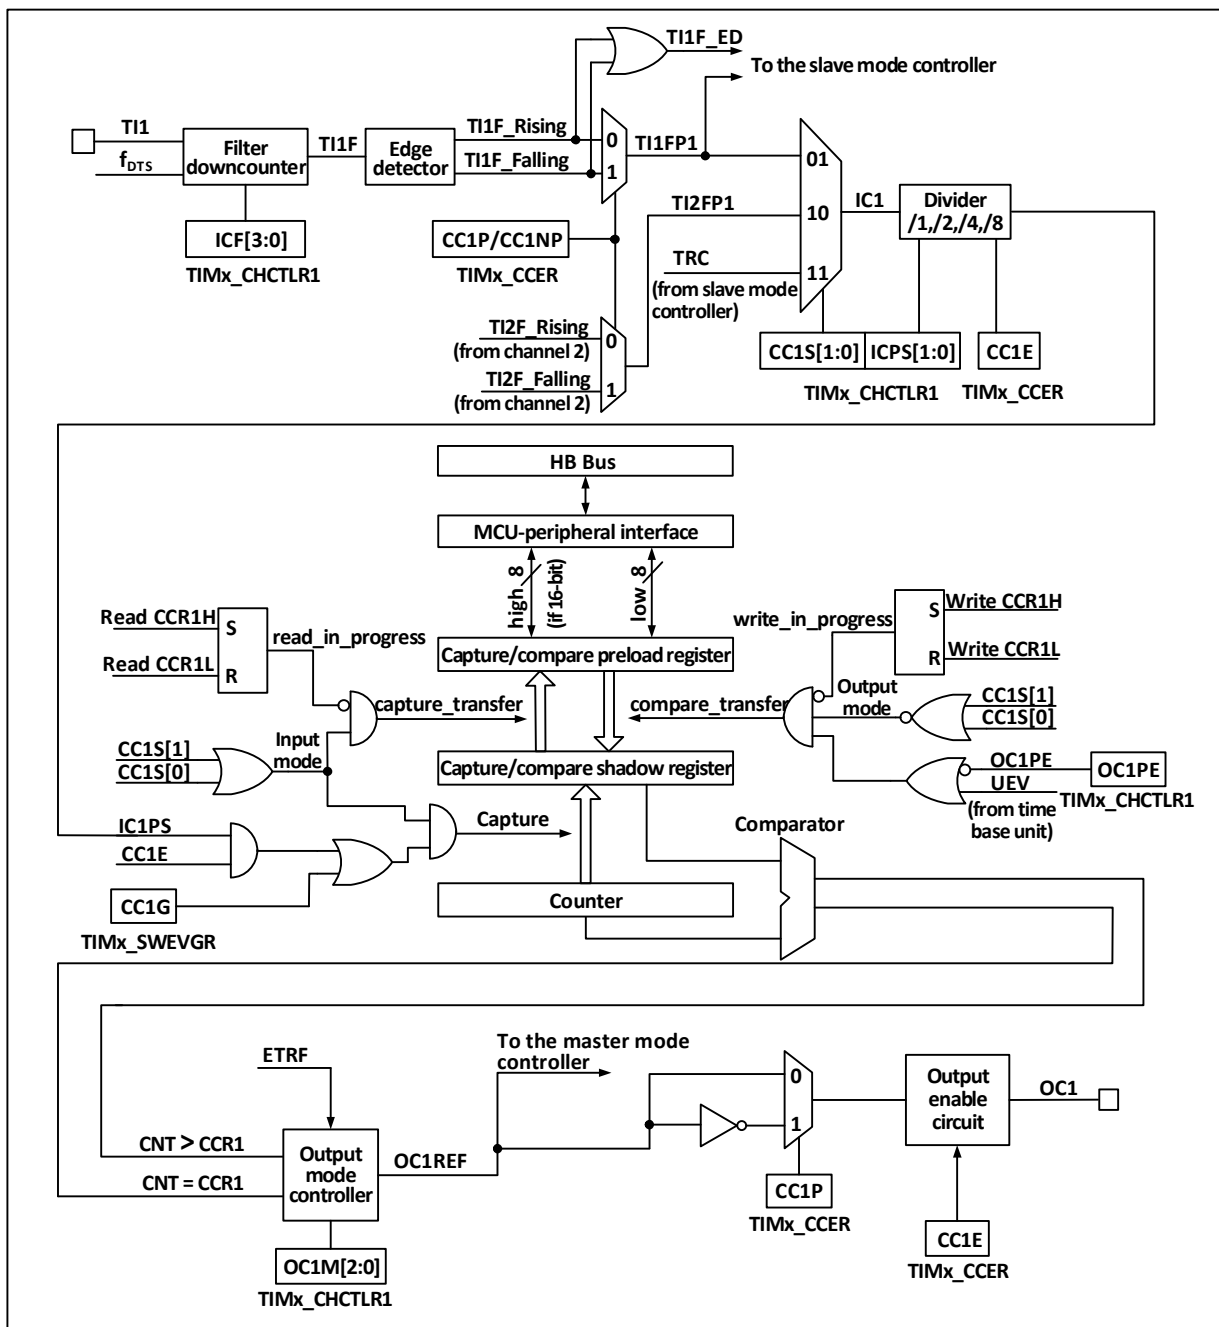 TI1F_ED
To the slave mode controller
TI1
fDTS
Filter
downcounter
TI1F
Edge
detector
TI1F_Rising
TI1F_Falling
0
1
TI1FP1
01
10
11
TI2FP1
TRC
(from slave mode
controller)
IC1
Divider
/1,/2,/4,/8
ICF[3:0]
TIMx_CHCTLR1
CC1P/CC1NP
TIMx_CCER
TI2F_Rising
(from channel 2)
TI2F_Falling
(from channel 2)
0
1
CC1S[1:0]
ICPS[1:0]
TIMx_CHCTLR1
CC1E
TIMx_CCER
HB Bus
MCU-peripheral interface
high 8
(if 16-bit)
low 8
Read CCR1H
Read CCR1L
S
R
read_in_progress
Capture/compare preload register
write_in_progress
S
R
Write CCR1H
Write CCR1L
capture_transfer
compare_transfer
Output
mode
CC1S[1]
CC1S[0]
CC1S[1]
CC1S[0]
Input
mode
Capture/compare shadow register
OC1PE
UEV
(from time
base unit)
OC1PE
TIMx_CHCTLR1
IC1PS
CC1E
CC1G
TIMx_SWEVGR
Capture
Counter
Comparator
ETRF
To the master mode
controller
CNT > CCR1
CNT = CCR1
Output
mode
controller
OC1REF
OC1M[2:0]
TIMx_CHCTLR1
0
1
CC1P
TIMx_CCER
Output
enable
circuit
OC1
CC1E
TIMx_CCER